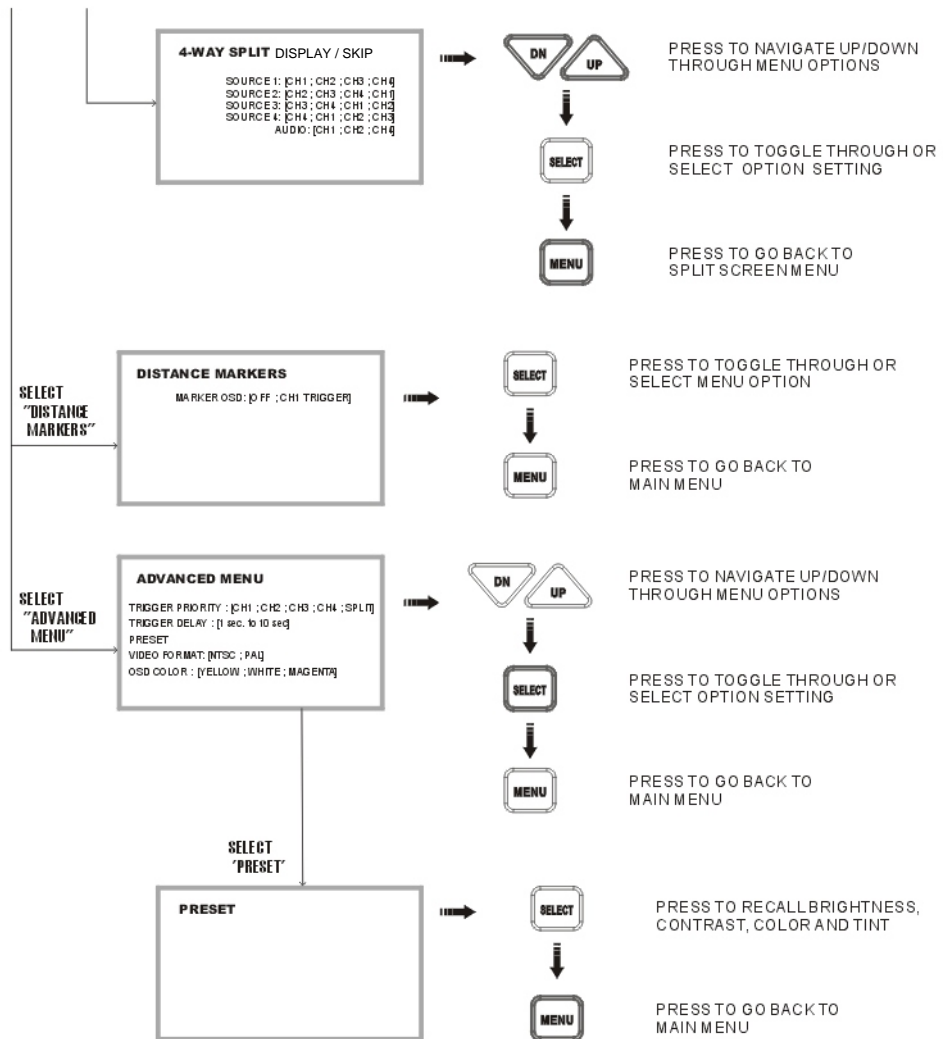 4-WAY SPLIT DISPLAY / SKIP
SOURCE 1: [CH1 ; CH2 ; CH3 ; CH4]
SOURCE 2: [CH2 ; CH3 ; CH4 ; CH1]
SOURCE 3: [CH3 ; CH4 ; CH1 ; CH2]
SOURCE 4: [CH4 ; CH1 ; CH2 ; CH3]
AUDIO: [CH1 ; CH2 ; CH4]
DN
UP
PRESS TO NAVIGATE UP/DOWN
THROUGH MENU OPTIONS
SELECT
PRESS TO TOGGLE THROUGH OR
SELECT OPTION SETTING
MENU
PRESS TO GO BACK TO
SPLIT SCREEN MENU
SELECT
"DISTANCE
MARKERS"
DISTANCE MARKERS
MARKER OSD: [OFF ; CH1 TRIGGER]
SELECT
PRESS TO TOGGLE THROUGH OR
SELECT MENU OPTION
MENU
PRESS TO GO BACK TO
MAIN MENU
SELECT
"ADVANCED
MENU"
ADVANCED MENU
TRIGGER PRIORITY : [CH1 ; CH2 ; CH3 ; CH4 ; SPLIT]
TRIGGER DELAY : [1 sec. to 10 sec]
PRESET
VIDEO FORMAT: [NTSC ; PAL]
OSD COLOR : [YELLOW ; WHITE ; MAGENTA]
DN
UP
PRESS TO NAVIGATE UP/DOWN
THROUGH MENU OPTIONS
SELECT
PRESS TO TOGGLE THROUGH OR
SELECT OPTION SETTING
MENU
PRESS TO GO BACK TO
MAIN MENU
SELECT
'PRESET'
PRESET
SELECT
PRESS TO RECALL BRIGHTNESS,
CONTRAST, COLOR AND TINT
MENU
PRESS TO GO BACK TO
MAIN MENU